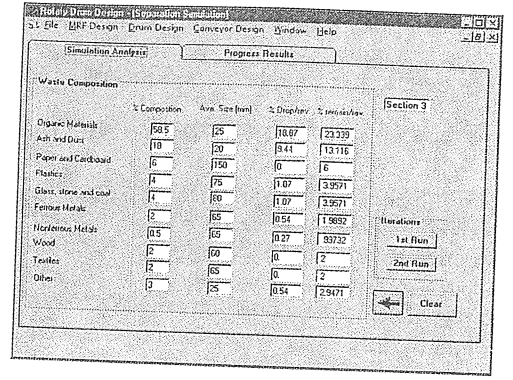 Rotary Drum Design - [Separation Simulation]
File MRF Design Drum Design Conveyor Design Window Help
Simulation Analysis Progress Results
Waste Composition
% Compostion Ave. Size [mm] % Drop/rev % remain/rev
Section 3
Organic Materials 58.5 25 18.87 23.339
Ash and Dust 18 20 9.44 13.116
Paper and Cardboard 6 150 0 6
Plastics 4 75 1.07 3.9571
Glass, stone and coal 4 80 1.07 3.9571
Ferrous Metals 2 65 0.54 1.9892
Nonferrous Metals 0.5 65 0.27 .93732
Wood 2 60 0. 2
Textiles 2 65 0. 2
Other 3 25 0.54 2.9471
Iterations
1st Run
2nd Run
Clear